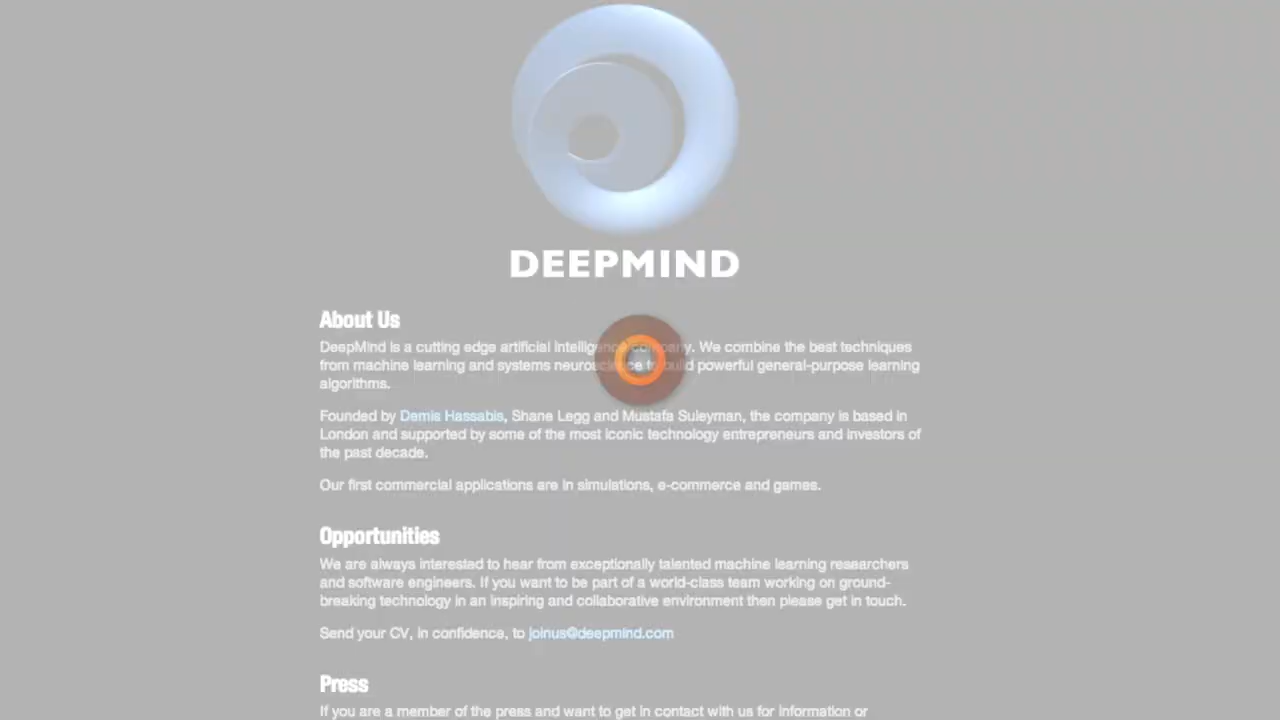 DEEPMIND
About Us
DeepMind is a cutting edge artificial intelligence company. We combine the best techniques
from machine learning and systems neuroscience to build powerful general-purpose learning
algorithms.
Founded by Demis Hassabis, Shane Legg and Mustafa Suleyman, the company is based in
London and supported by some of the most iconic technology entrepreneurs and investors of
the past decade.
Our first commercial applications are in simulations, e-commerce and games.
Opportunities
We are always interested to hear from exceptionally talented machine learning researchers
and software engineers. If you want to be part of a world-class team working on ground-
breaking technology in an inspiring and collaborative environment then please get in touch.
Send your CV, in confidence, to joinus@deepmind.com
Press
If you are a member of the press and want to get in contact with us for information or